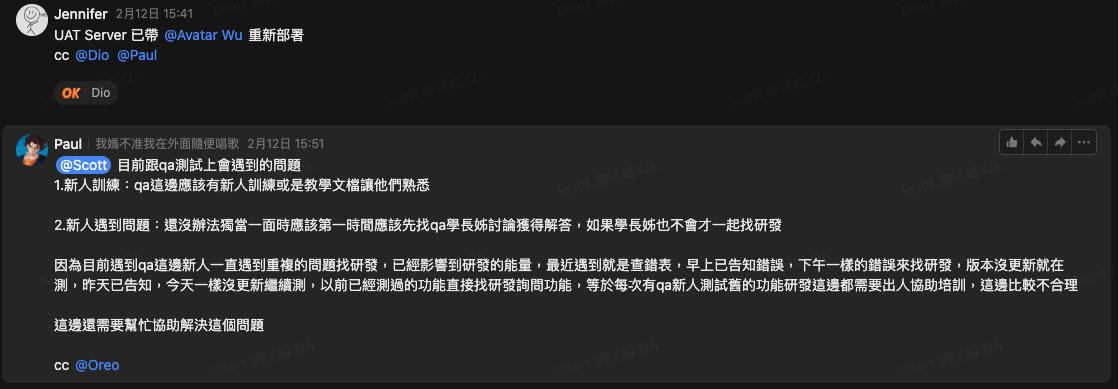 Jennifer 2月12日 15:41
UAT Server 已帶 @Avatar Wu 重新部署
cc @Dio @Paul
OK Dio
Paul 我媽不准我在外面隨便唱歌 2月12日 15:51
@Scott 目前跟qa測試上會遇到的問題
1.新人訓練：qa這邊應該有新人訓練或是教學文檔讓他們熟悉
2.新人遇到問題：還沒辦法獨當一面時應該第一時間應該先找qa學長姊討論獲得解答，如果學長姊也不會才一起找研發
因為目前遇到qa這邊新人一直遇到重複的問題找研發，已經影響到研發的能量，最近遇到就是查錯表，早上已告知錯誤，下午一樣的錯誤來找研發，版本沒更新就在
測，昨天已告知，今天一樣沒更新繼續測，以前已經測過的功能直接找研發詢問功能，等於每次有qa新人測試舊的功能研發這邊都需要出人協助培訓，這邊比較不合理
這邊還需要幫忙協助解決這個問題
cc @Oreo